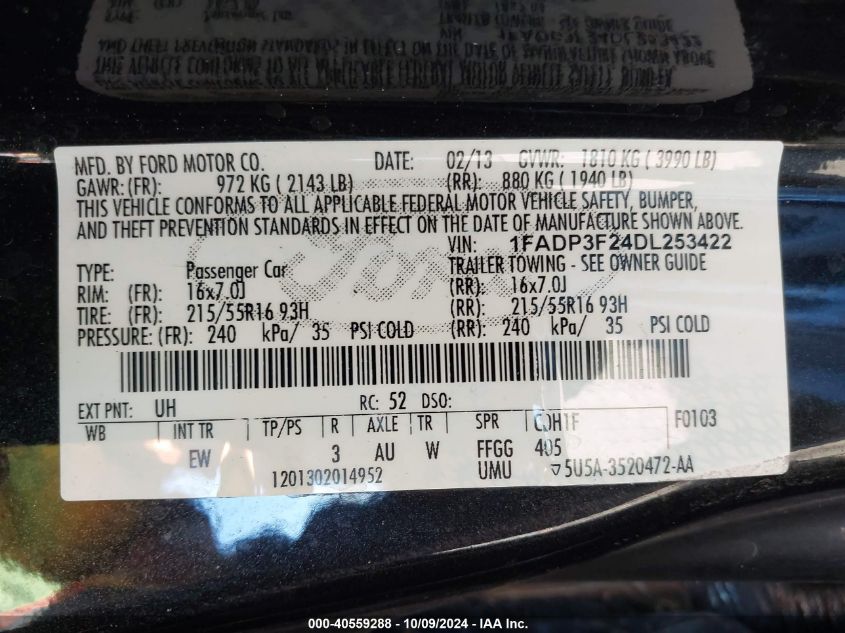 MFD. BY FORD MOTOR CO. DATE: 02/13 GVWR: 1810 KG ( 3990 LB)
GAWR: (FR): 972 KG ( 2143 LB) (RR): 880 KG ( 1940 LB)
THIS VEHICLE CONFORMS TO ALL APPLICABLE FEDERAL MOTOR VEHICLE SAFETY, BUMPER,
AND THEFT PREVENTION STANDARDS IN EFFECT ON THE DATE OF MANUFACTURE SHOWN ABOVE.
VIN: 1FADP3F24DL253422
TYPE: Passenger Car TRAILER TOWING - SEE OWNER GUIDE
RIM: (FR): 16x7.0J (RR): 16x7.0J
TIRE: (FR): 215/55R16 93H (RR): 215/55R16 93H
PRESSURE: (FR): 240 kPa/ 35 PSI COLD (RR): 240 kPa/ 35 PSI COLD
EXT PNT: UH RC: 52 DSO:
WB INT TR TP/PS R AXLE TR SPR F0103
EW 3 AU W FFGG 405
1201302014952 UMU ▽5U5A-3520472-AA
000-40559288 - 10/09/2024 - IAA Inc.